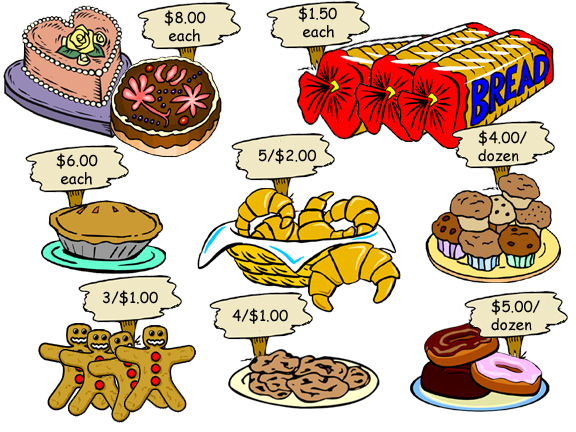 $8.00
each
$1.50
each
BREAD
$6.00
each
5/$2.00
$4.00/
dozen
3/$1.00
4/$1.00
$5.00/
dozen